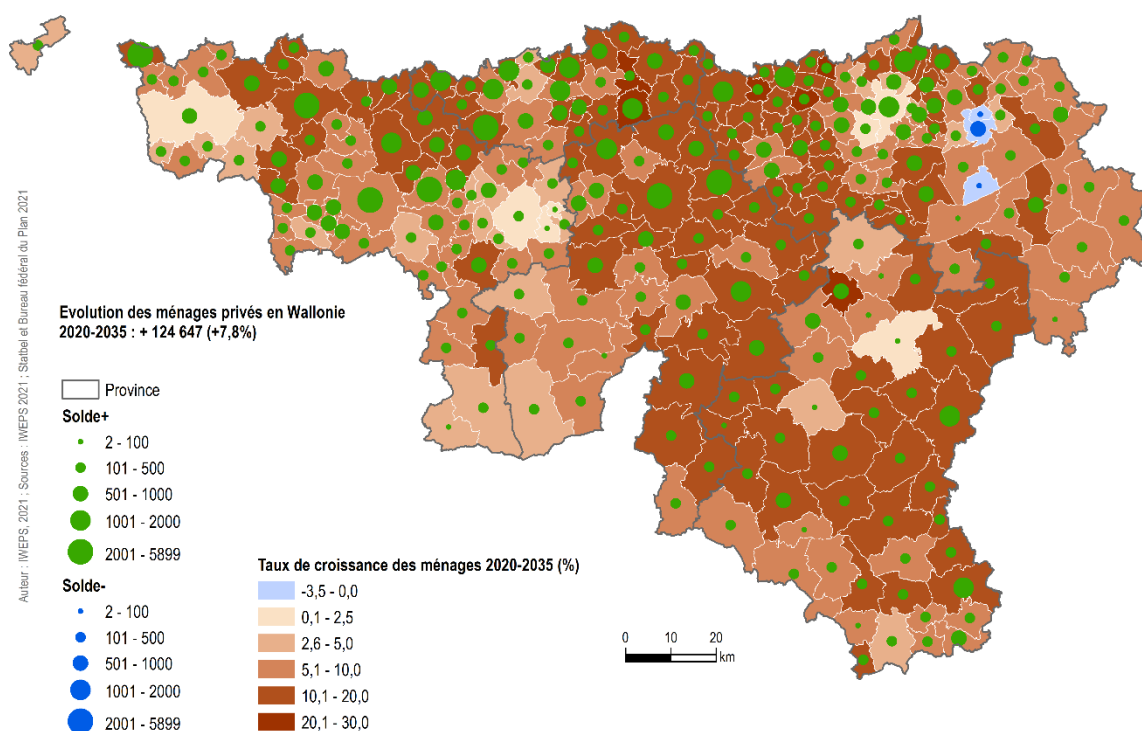 Evolution des ménages privés en Wallonie
2020-2035 : + 124 647 (+7,8%)
Province
Solde+
2 - 100
101 - 500
501 - 1000
1001 - 2000
2001 - 5899
Solde-
2 - 100
101 - 500
501 - 1000
1001 - 2000
2001 - 5899
Taux de croissance des ménages 2020-2035 (%)
-3,5 - 0,0
0,1 - 2,5
2,6 - 5,0
5,1 - 10,0
10,1 - 20,0
20,1 - 30,0
0 10 20
km
Auteur : IWEPS, 2021 ; Sources : IWEPS 2021 ; Statbel et Bureau fédéral du Plan 2021